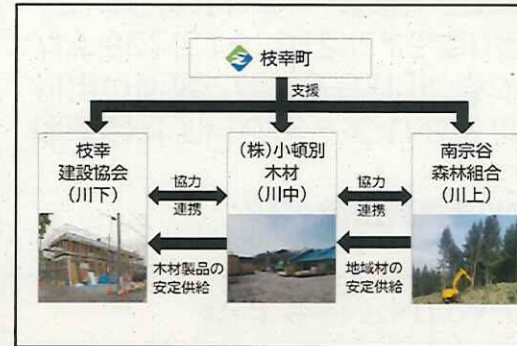 枝幸町
支援
枝幸
建設協会
(川下)
協力
連携
木材製品の
安定供給
(株)小頓別
木材
(川中)
協力
連携
地域材の
安定供給
南宗谷
森林組合
(川上)